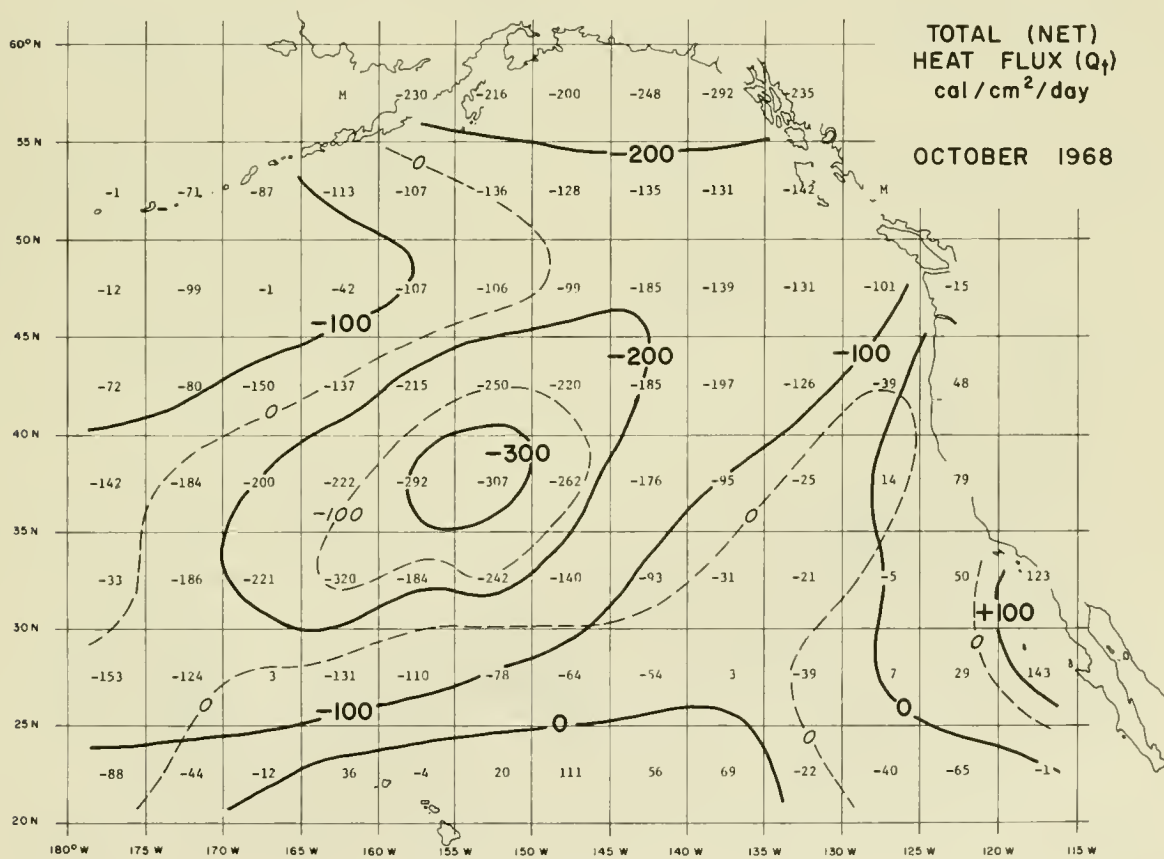 TOTAL (NET)
HEAT FLUX (Qt)
cal/cm²/day
OCTOBER 1968
60°N
M -230 -216 -200 -248 -292 -235
55N
-200
0
-1 -71 -87 -113 -107 -136 -128 -135 -131 -142 M
50N
-12 -99 -1 -42 -107 -106 -99 -185 -139 -131 -101 -15
-100
45 N
-200 -100
-72 -80 -150 -137 -215 -250 -220 -185 -197 -126 -39 48
0
40 N
-300
-142 -184 -200 -222 -292 -307 -262 -176 -95 -25 14 79
-100 0
35N
-33 -186 -221 -320 -184 -242 -140 -93 -31 -21 -5 50 123
+100
30N
0
-153 -124 3 -131 -110 -78 -64 -54 3 -39 7 29 143
0 -100 0
25N
0 0
-88 -44 -12 36 -4 20 111 56 69 -22 -40 -65 -1
20N
180°W 175 W 170 W 165 W 160 W 155 W 150 W 145 W 140 W 135 W 130 W 125 W 120 W 115 W